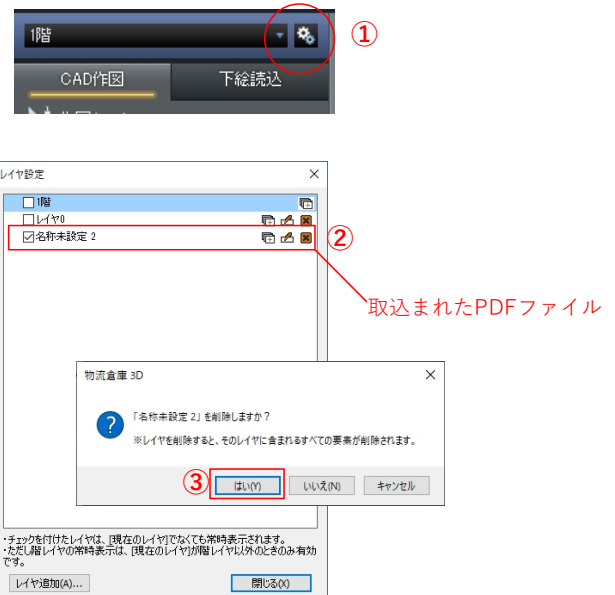 1階
①
CAD作図
下絵読込
レイヤ設定
1階
レイヤ0
名称未設定 2
②
取込まれたPDFファイル
物流倉庫 3D
「名称未設定 2」を削除しますか?
※レイヤを削除すると、そのレイヤに含まれるすべての要素が削除されます。
③
はい(Y)
いいえ(N)
キャンセル
・チェックを付けたレイヤは、[現在のレイヤ]でなくても常時表示されます。
・ただし階レイヤの常時表示は、[現在のレイヤ]が階レイヤ以外のときのみ有効
です。
レイヤ追加(A)...
閉じる(X)